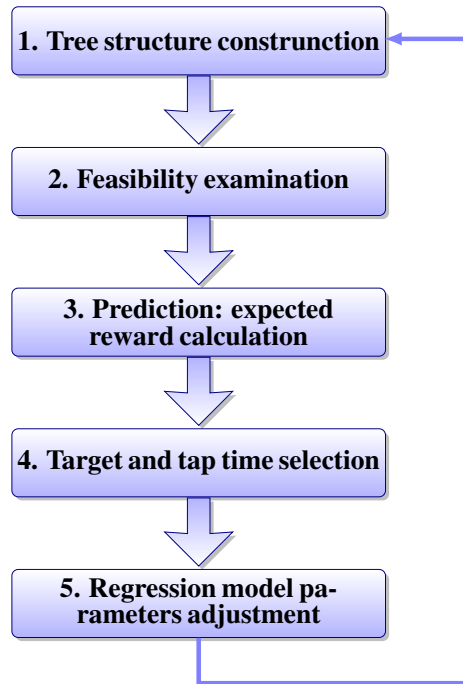 1. Tree structure construnction
2. Feasibility examination
3. Prediction: expected
reward calculation
4. Target and tap time selection
5. Regression model pa-
rameters adjustment